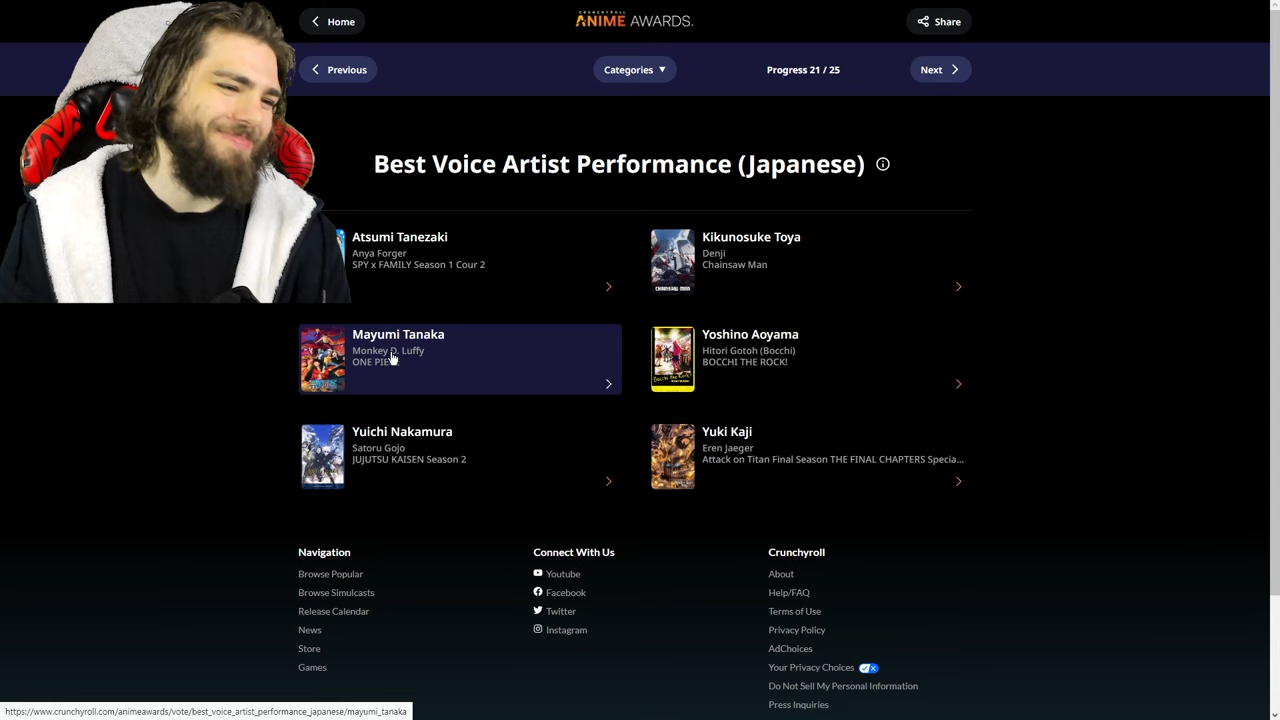 Home
CRUNCHYROLL
ANIME AWARDS.
Share
Previous
Categories ▼
Progress 21 / 25
Next
Best Voice Artist Performance (Japanese)
Atsumi Tanezaki
Anya Forger
SPY x FAMILY Season 1 Cour 2
Kikunosuke Toya
Denji
Chainsaw Man
CHAINSAW MAN
Mayumi Tanaka
Monkey D. Luffy
ONE PIECE
Yoshino Aoyama
Hitori Gotoh (Bocchi)
BOCCHI THE ROCK!
Yuichi Nakamura
Satoru Gojo
JUJUTSU KAISEN Season 2
Yuki Kaji
Eren Jaeger
Attack on Titan Final Season THE FINAL CHAPTERS Specia...
Navigation
Browse Popular
Browse Simulcasts
Release Calendar
News
Store
Games
Connect With Us
Youtube
Facebook
Twitter
Instagram
Crunchyroll
About
Help/FAQ
Terms of Use
Privacy Policy
AdChoices
Your Privacy Choices
Do Not Sell My Personal Information
Press Inquiries
https://www.crunchyroll.com/animeawards/vote/best_voice_artist_performance_japanese/mayumi_tanaka